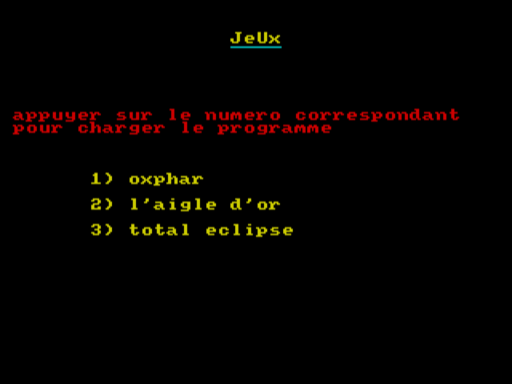 JeUx
appuyer sur le numero correspondant
pour charger le programme
1) oxphar
2) l'aigle d'or
3) total eclipse